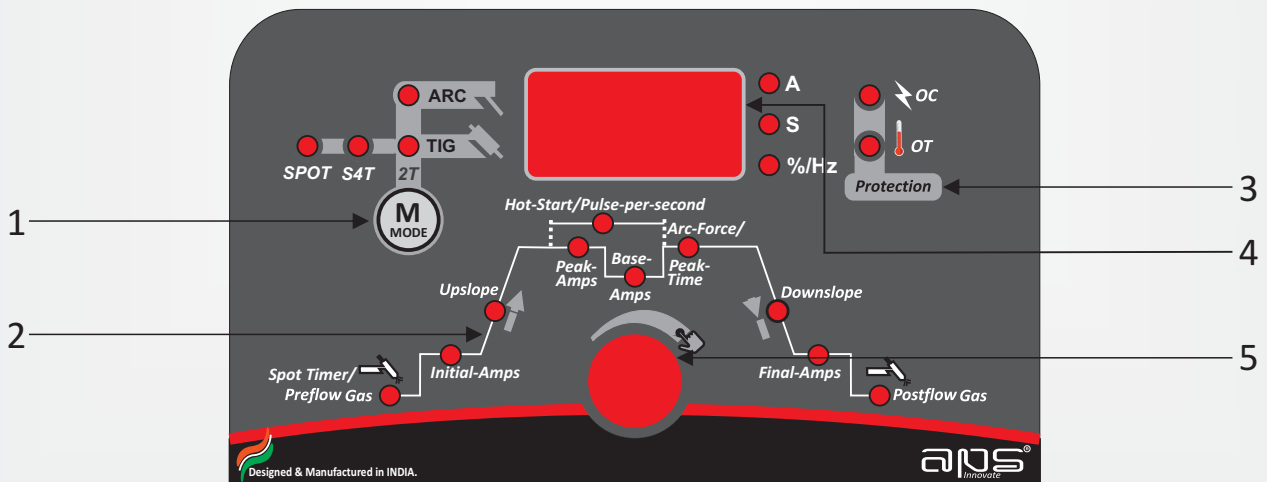 ARC
TIG
SPOT S4T 2T
M
MODE
A
S
%/Hz
OC
OT
Protection
1
2
3
4
5
Hot-Start/Pulse-per-second
Peak-
Amps
Base-
Amps
Arc-Force/
Peak-
Time
Upslope
Downslope
Initial-Amps
Final-Amps
Spot Timer/
Preflow Gas
Postflow Gas
Designed & Manufactured in INDIA.
aps®
Innovate